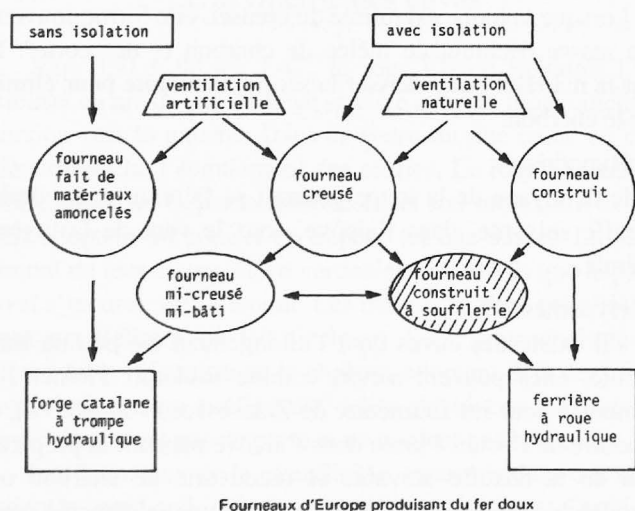 sans isolation
avec isolation
ventilation
artificielle
ventilation
naturelle
fourneau
fait de
matériaux
amoncelés
fourneau
creusé
fourneau
construit
fourneau
mi-creusé
mi-bâti
fourneau
construit
à soufflerie
forge catalane
à trompe
hydraulique
ferrière
à roue
hydraulique
Fourneaux d'Europe produisant du fer doux